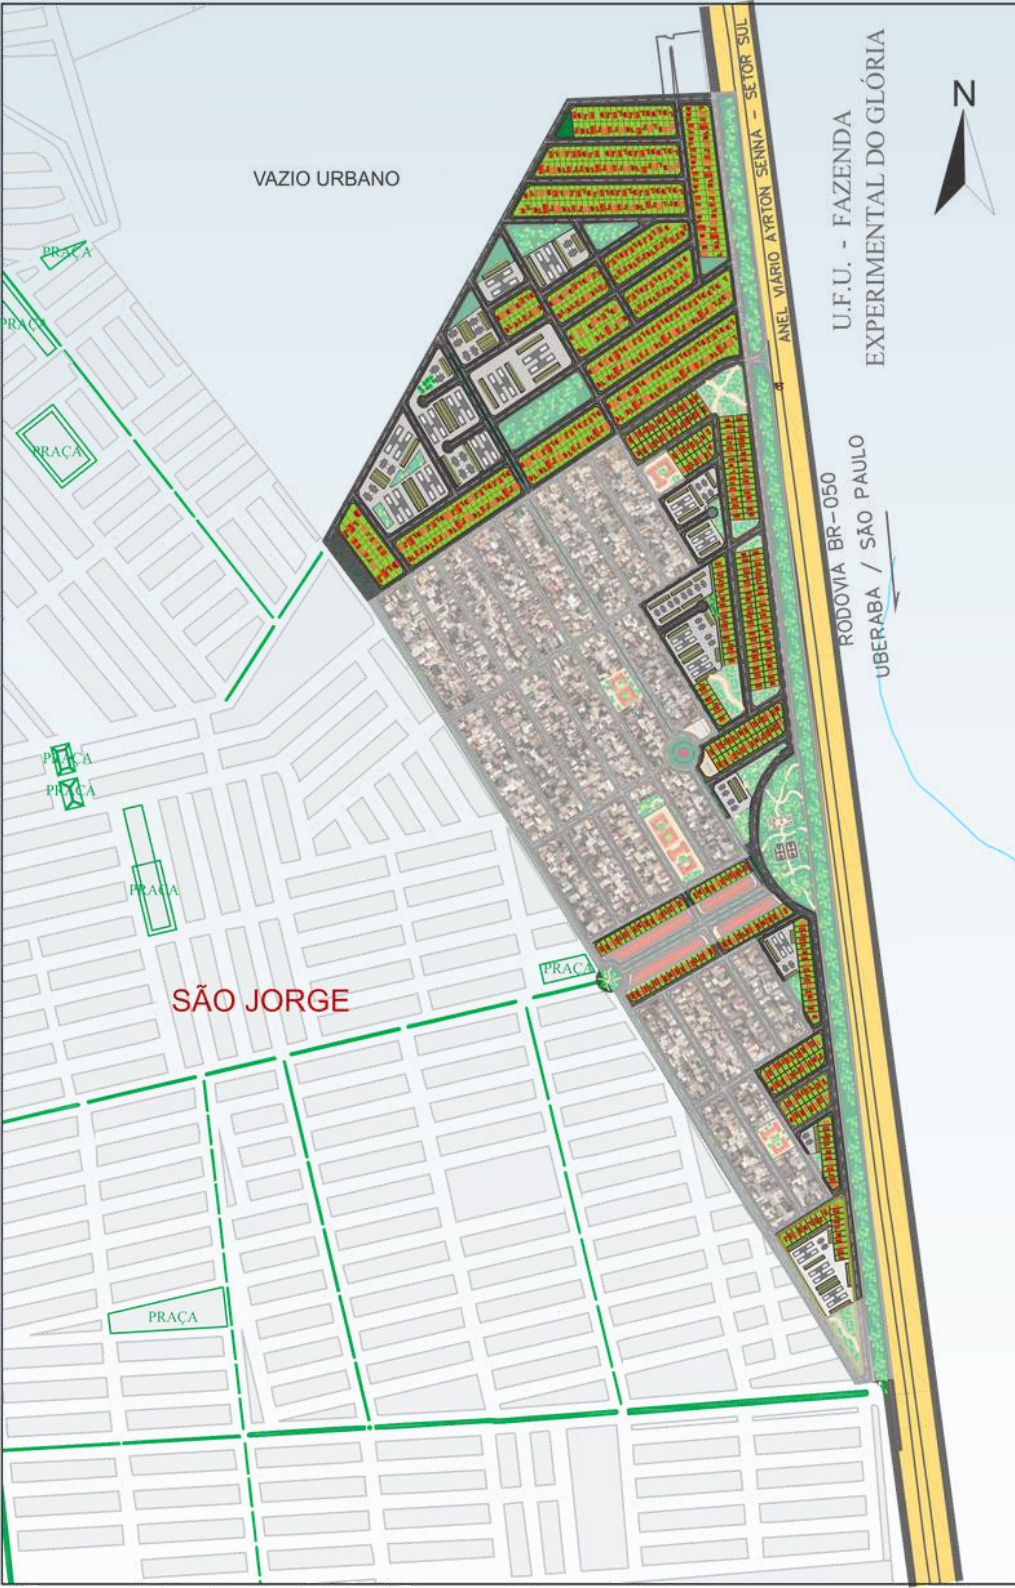 ANEL VIÁRIO AYRTON SENNA - SETOR SUL
U.F.U. - FAZENDA
EXPERIMENTAL DO GLÓRIA
N
VAZIO URBANO
PRAÇA
PRAÇA
PRAÇA
RODOVIA BR-050
UBERABA / SÃO PAULO
PRAÇA
PRAÇA
PRAÇA
PRAÇA
SÃO JORGE
PRAÇA